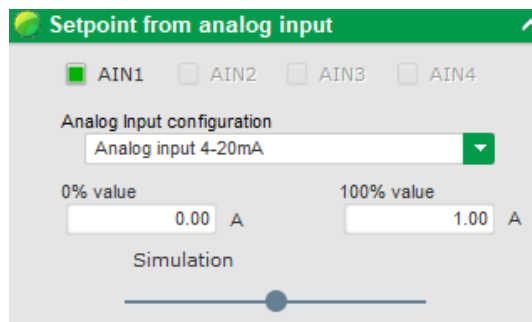 Setpoint from analog input
AIN1 AIN2 AIN3 AIN4
Analog Input configuration
Analog input 4-20mA
0% value 100% value
0.00 A 1.00 A
Simulation